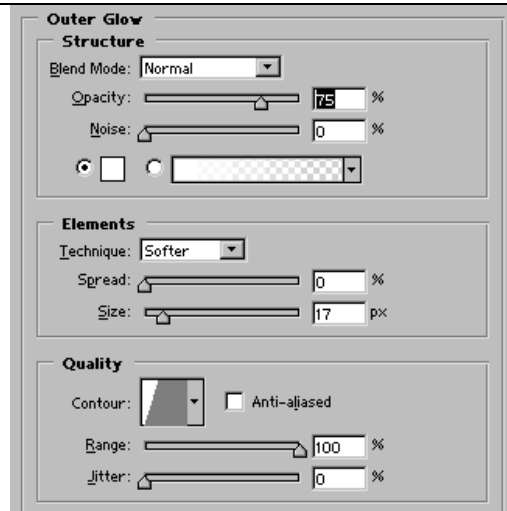 Outer Glow
Structure
Blend Mode: Normal
Opacity: 75 %
Noise: 0 %
Elements
Technique: Softer
Spread: 0 %
Size: 17 px
Quality
Contour: Anti-aliased
Range: 100 %
Jitter: 0 %